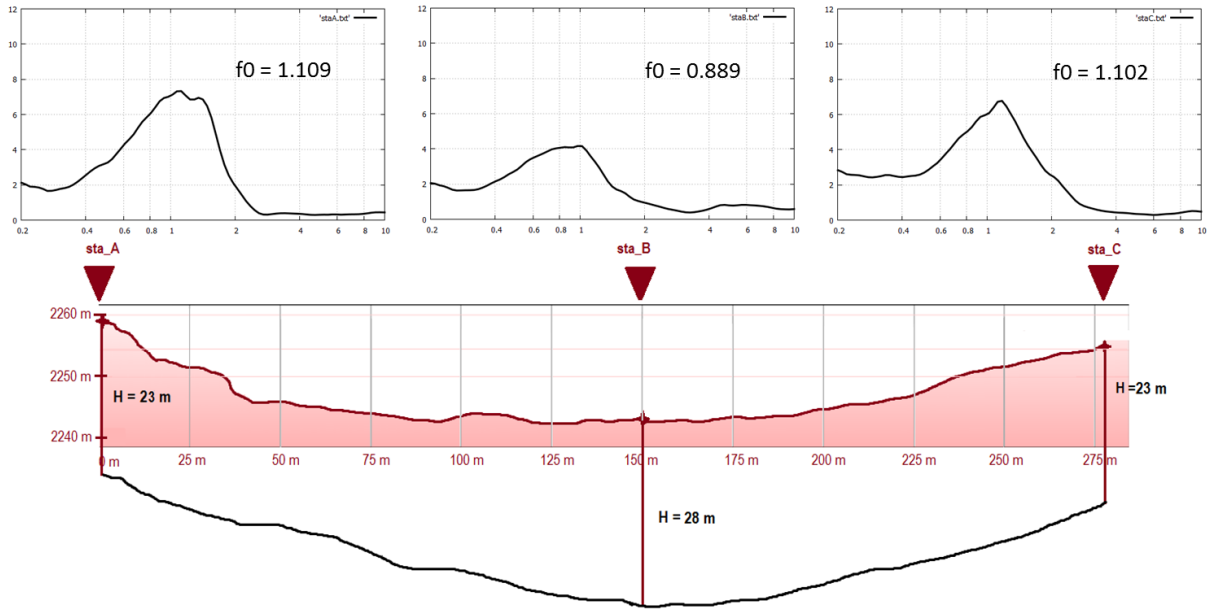 12 'staA.txt'
10
8
6
4
2
0
f0 = 1.109
0.2 0.4 0.6 0.8 1 2 4 6 8 10
12 'staB.txt'
10
8
6
4
2
0
f0 = 0.889
0.2 0.4 0.6 0.8 1 2 4 6 8 10
12 'staC.txt'
10
8
6
4
2
0
f0 = 1.102
0.2 0.4 0.6 0.8 1 2 4 6 8 10
sta_A sta_B sta_C
2260 m
2250 m
2240 m
H = 23 m
H =23 m
0 m 25 m 50 m 75 m 100 m 125 m 150 m 175 m 200 m 225 m 250 m 275 m
H = 28 m